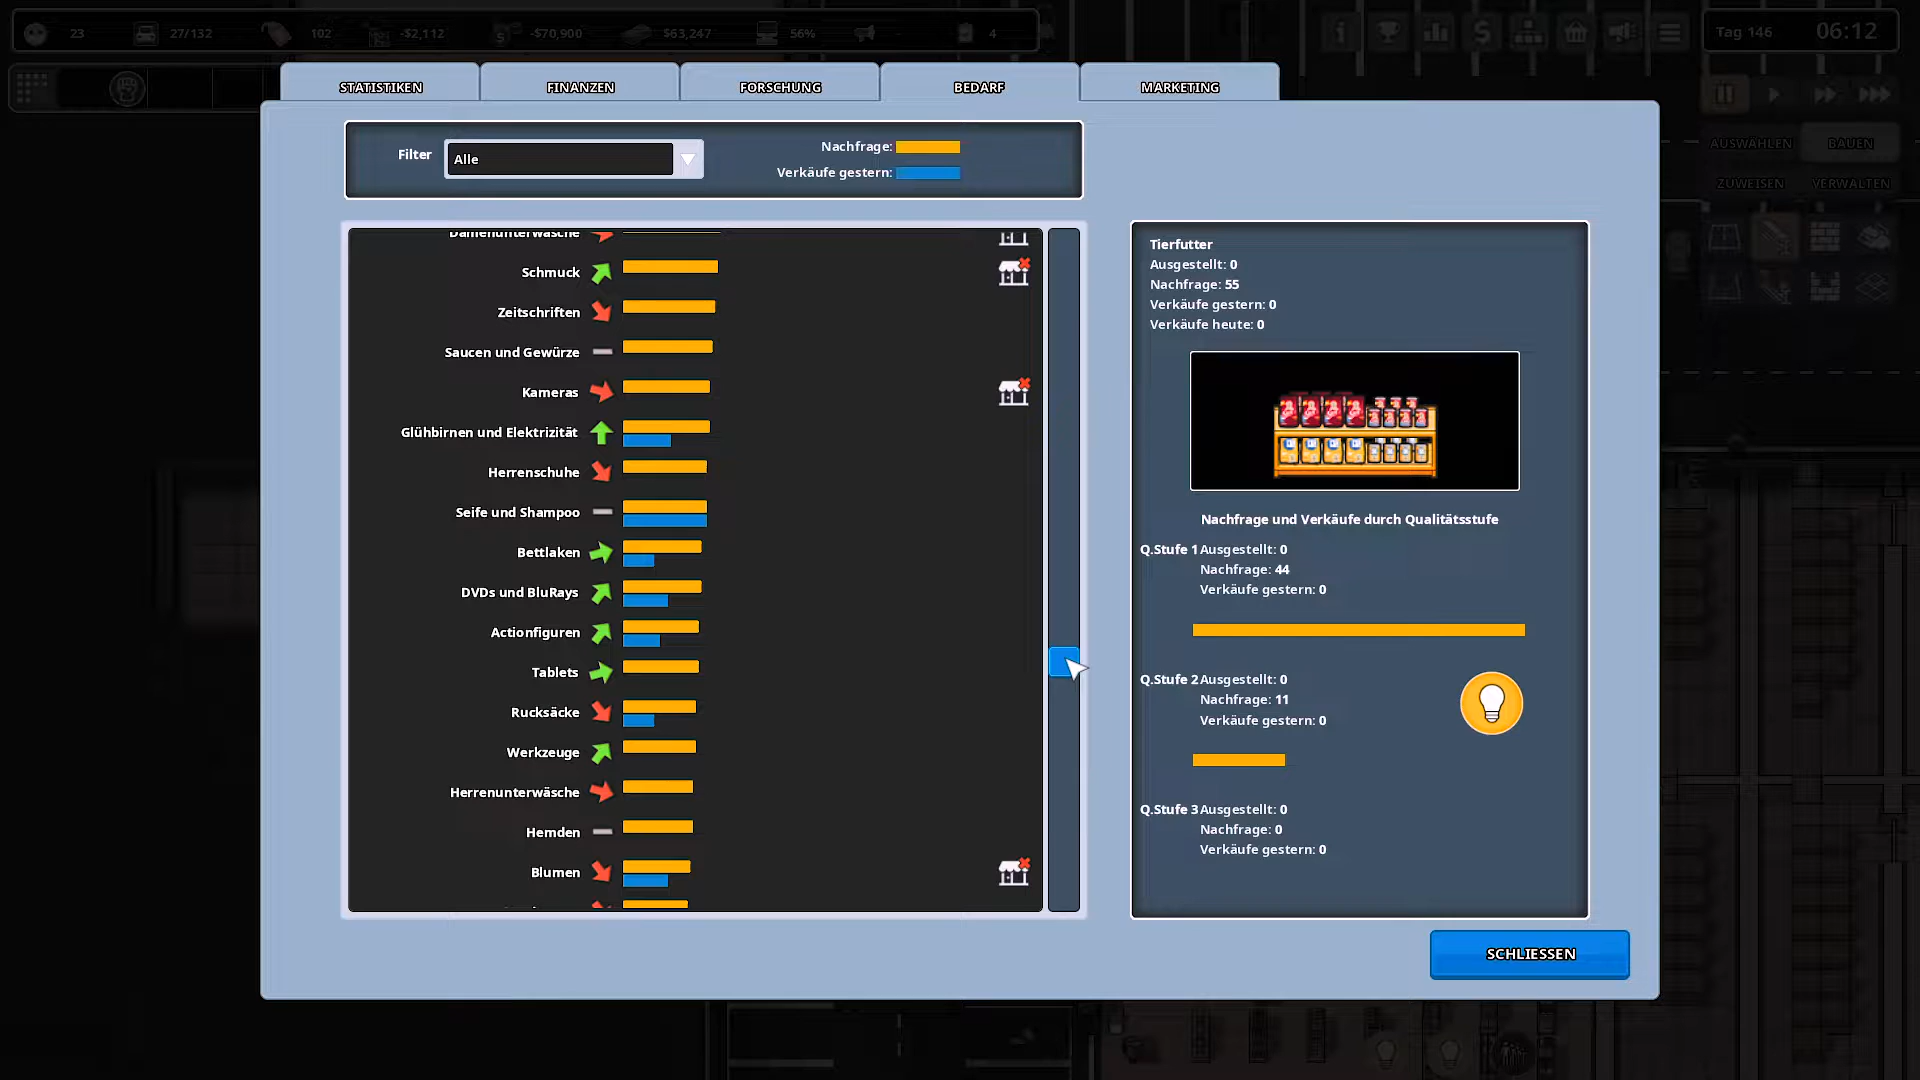 23
27/132
102
-$2,112
-$70,900
$63,247
56%
-
4
Tag 146
06:12
STATISTIKEN
FINANZEN
FORSCHUNG
BEDARF
MARKETING
Filter
Alle
Nachfrage:
Verkäufe gestern:
AUSWÄHLEN
BAUEN
ZUWEISEN
VERWALTEN
Damenunterwäsche
Schmuck
Zeitschriften
Saucen und Gewürze
Kameras
Glühbirnen und Elektrizität
Herrenschuhe
Seife und Shampoo
Bettlaken
DVDs und BluRays
Actionfiguren
Tablets
Rucksäcke
Werkzeuge
Herrenunterwäsche
Hemden
Blumen
Tierfutter
Ausgestellt: 0
Nachfrage: 55
Verkäufe gestern: 0
Verkäufe heute: 0
Nachfrage und Verkäufe durch Qualitätsstufe
Q.Stufe 1 Ausgestellt: 0
Nachfrage: 44
Verkäufe gestern: 0
Q.Stufe 2 Ausgestellt: 0
Nachfrage: 11
Verkäufe gestern: 0
Q.Stufe 3 Ausgestellt: 0
Nachfrage: 0
Verkäufe gestern: 0
SCHLIESSEN